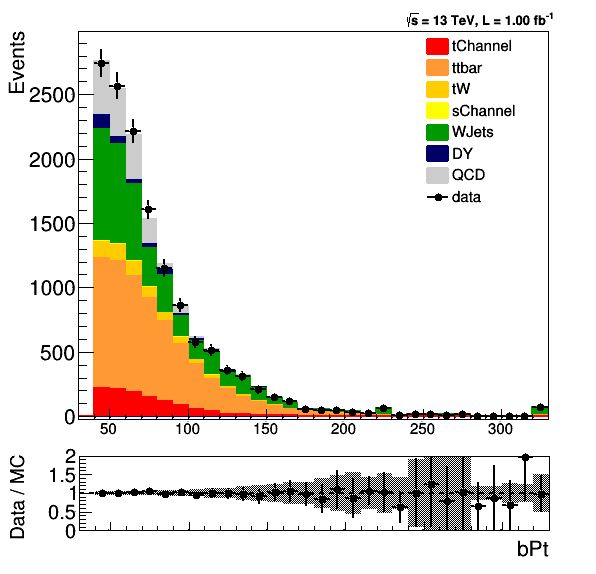 √s = 13 TeV, L = 1.00 fb⁻¹
Events
2500
2000
1500
1000
500
0
50
100
150
200
250
300
tChannel
ttbar
tW
sChannel
WJets
DY
QCD
data
Data / MC
2
1.5
1
0.5
0
bPt